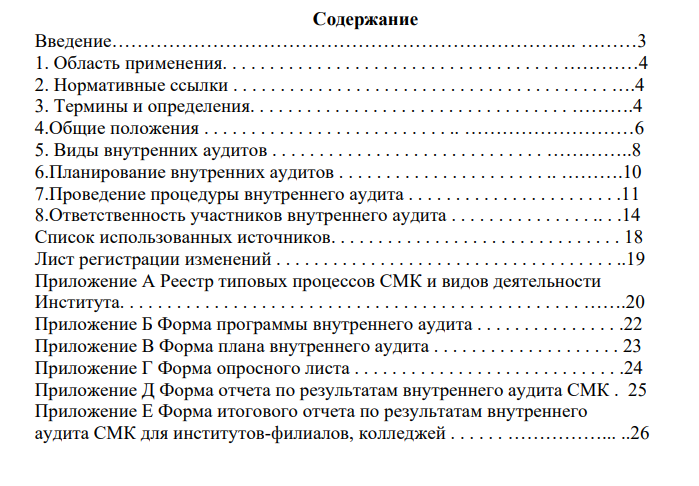 Содержание
Введение……………………………………………………………….. ………3
1. Область применения. . . . . . . . . . . . . . . . . . . . . . . . . . . . . . . . . …………4
2. Нормативные ссылки . . . . . . . . . . . . . . . . . . . . . . . . . . . . . . . . . . . . . …4
3. Термины и определения. . . . . . . . . . . . . . . . . . . . . . . . . . . . . . . ………4
4.Общие положения . . . . . . . . . . . . . . . . . . . . . . . .. ………………………6
5. Виды внутренних аудитов . . . . . . . . . . . . . . . . . . . . . . . . . . . …………..8
6.Планирование внутренних аудитов . . . . . . . . . . . . . . . . . . . . .. ……….10
7.Проведение процедуры внутреннего аудита . . . . . . . . . . . . . . . . . . . . .11
8.Ответственность участников внутреннего аудита . . . . . . . . . . . . . .. . .14
Список использованных источников. . . . . . . . . . . . . . . . . . . . . . . . . . . . 18
Лист регистрации изменений . . . . . . . . . . . . . . . . . . . . . . . . . . . . . . . . ..19
Приложение А Реестр типовых процессов СМК и видов деятельности
Института. . . . . . . . . . . . . . . . . . . . . . . . . . . . . . . . . . . . . . . . . . . . …….20
Приложение Б Форма программы внутреннего аудита . . . . . . . . . . . . . .22
Приложение В Форма плана внутреннего аудита . . . . . . . . . . . . . . . . . . 23
Приложение Г Форма опросного листа . . . . . . . . . . . . . . . . . . . . . . . . . .24
Приложение Д Форма отчета по результатам внутреннего аудита СМК . 25
Приложение Е Форма итогового отчета по результатам внутреннего
аудита СМК для институтов-филиалов, колледжей . . . . . . ……………... ..26